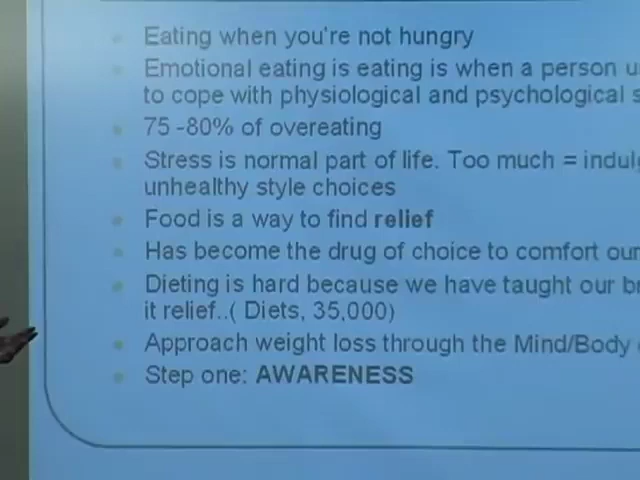 Eating when you're not hungry
Emotional eating is eating is when a person
to cope with physiological and psychological
75 -80% of overeating
Stress is normal part of life. Too much =
unhealthy style choices
Food is a way to find relief
Has become the drug of choice to comfort our
Dieting is hard because we have taught our
it relief..( Diets, 35,000)
Approach weight loss through the Mind/Body
Step one: AWARENESS